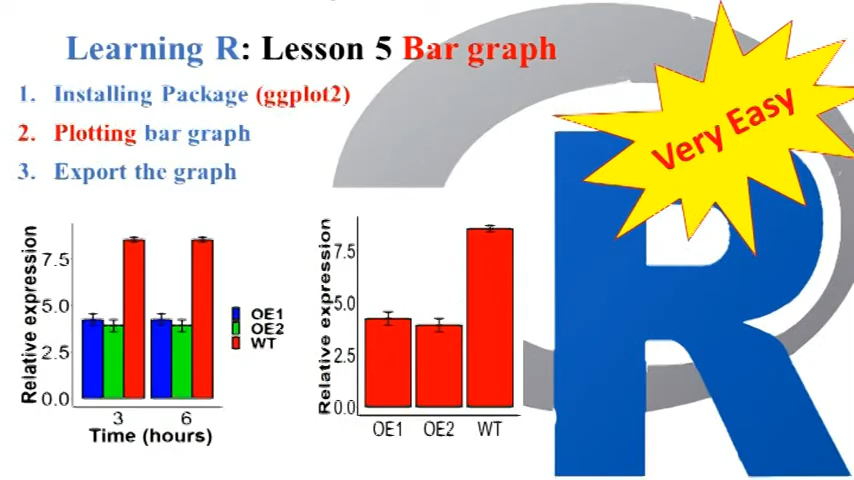 Learning R: Lesson 5 Bar graph
1. Installing Package (ggplot2)
2. Plotting bar graph
3. Export the graph
Very Easy
R
Relative expression
7.5
5.0
2.5
0.0
3 6
Time (hours)
OE1
OE2
WT
Relative expression
7.5
5.0
2.5
0.0
OE1 OE2 WT